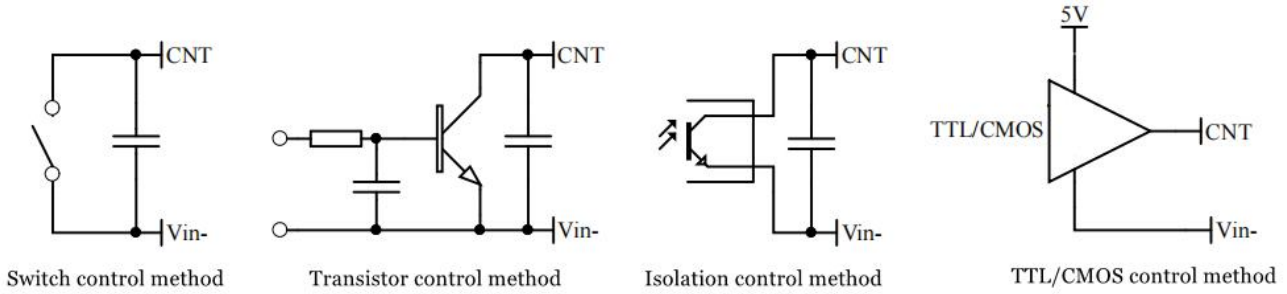 5V
CNT
CNT
CNT
TTL/CMOS
CNT
Vin-
Vin-
Vin-
Vin-
Switch control method
Transistor control method
Isolation control method
TTL/CMOS control method